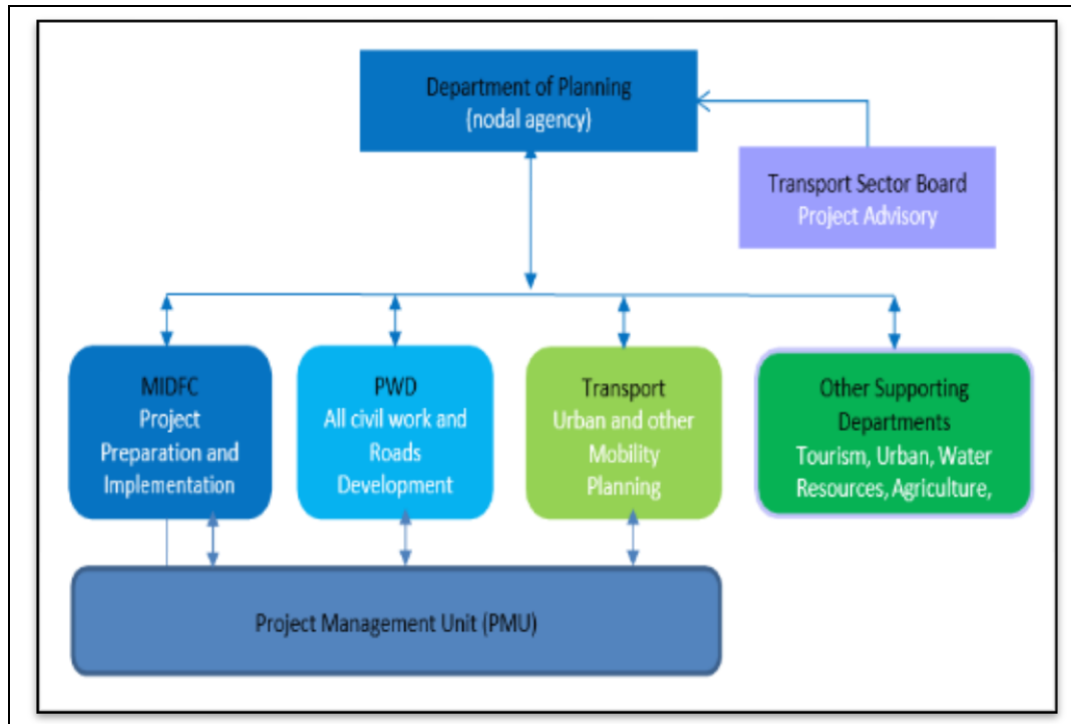 Department of Planning
(nodal agency)
Transport Sector Board
Project Advisory
MIDFC
Project
Preparation and
Implementation
PWD
All civil work and
Roads
Development
Transport
Urban and other
Mobility
Planning
Other Supporting
Departments
Tourism, Urban, Water
Resources, Agriculture,
Project Management Unit (PMU)